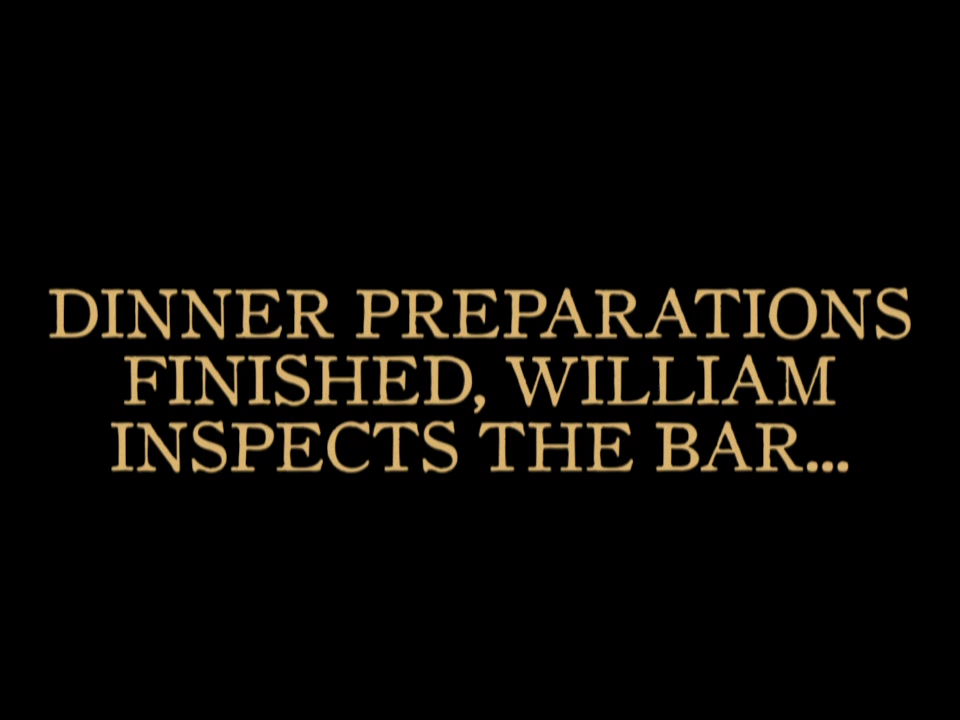 DINNER PREPARATIONS
FINISHED, WILLIAM
INSPECTS THE BAR...